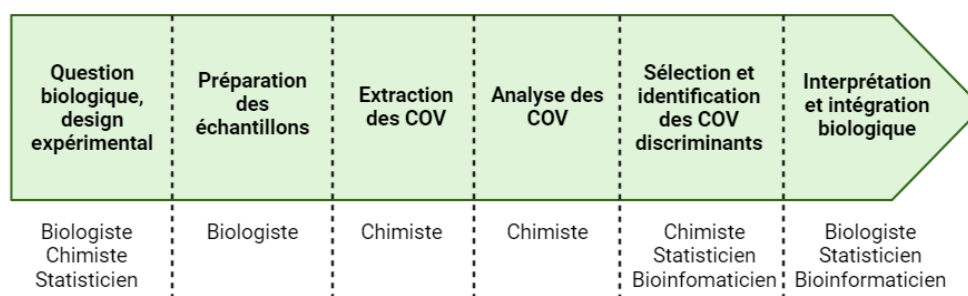 Question
biologique,
design
expérimental
Préparation
des
échantillons
Extraction
des COV
Analyse des
COV
Sélection et
identification
des COV
discriminants
Interprétation
et intégration
biologique
Biologiste
Chimiste
Statisticien
Biologiste
Chimiste
Chimiste
Chimiste
Statisticien
Bioinfomaticien
Biologiste
Statisticien
Bioinformaticien